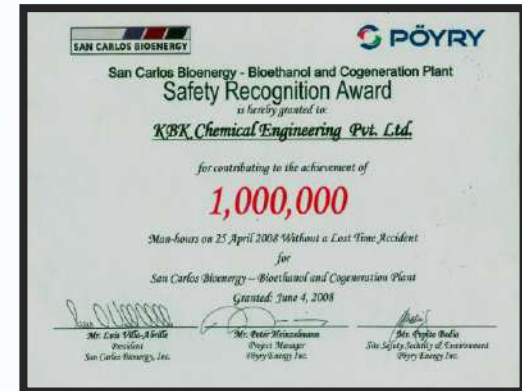 SAN CARLOS BIOENERGY
PÖYRY
San Carlos Bioenergy - Bioethanol and Cogeneration Plant
Safety Recognition Award
is hereby granted to:
KBK Chemical Engineering Pvt. Ltd.
for contributing to the achievement of
1,000,000
Man-hours on 25 April 2008 Without a Lost Time Accident
for
San Carlos Bioenergy – Bioethanol and Cogeneration Plant
Granted: June 4, 2008
Mr. Luis Villa-Abrille
Mr. Peter Heinzelmann
Mr. Badia
President
Project Manager
Site Safety, Security & Environment
San Carlos Bioenergy, Inc.
Pöyry Energy Inc.
Pöyry Energy Inc.